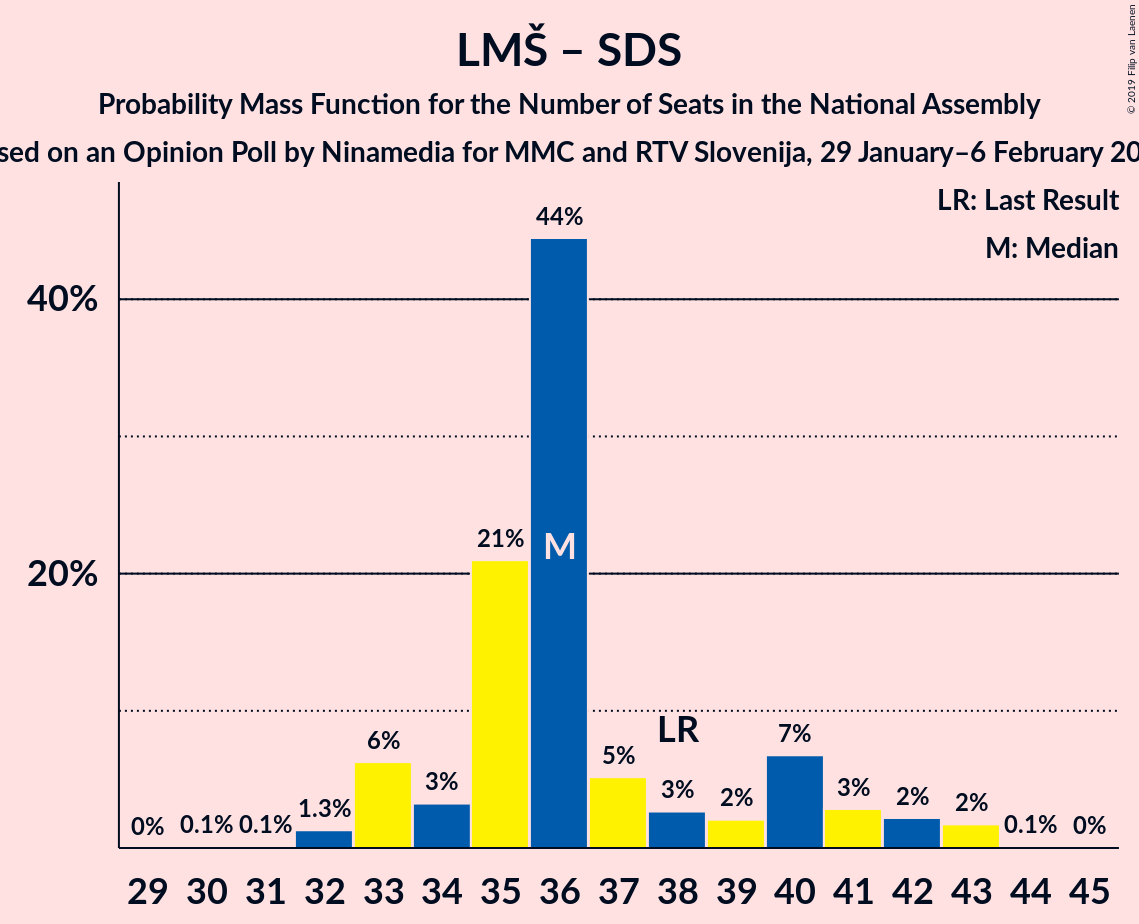 LMŠ – SDS
Probability Mass Function for the Number of Seats in the National Assembly
sed on an Opinion Poll by Ninamedia for MMC and RTV Slovenija, 29 January–6 February 20
© 2019 Filip van Laenen
LR: Last Result
M: Median
40%
20%
0%
0.1%
0.1%
1.3%
6%
3%
21%
44%
M
5%
LR
3%
2%
7%
3%
2%
2%
0.1%
0%
29 30 31 32 33 34 35 36 37 38 39 40 41 42 43 44 45